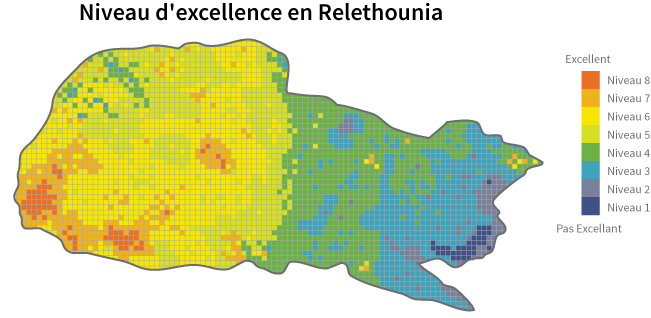 Niveau d'excellence en Relethounia
Excellent
Niveau 8
Niveau 7
Niveau 6
Niveau 5
Niveau 4
Niveau 3
Niveau 2
Niveau 1
Pas Excallant